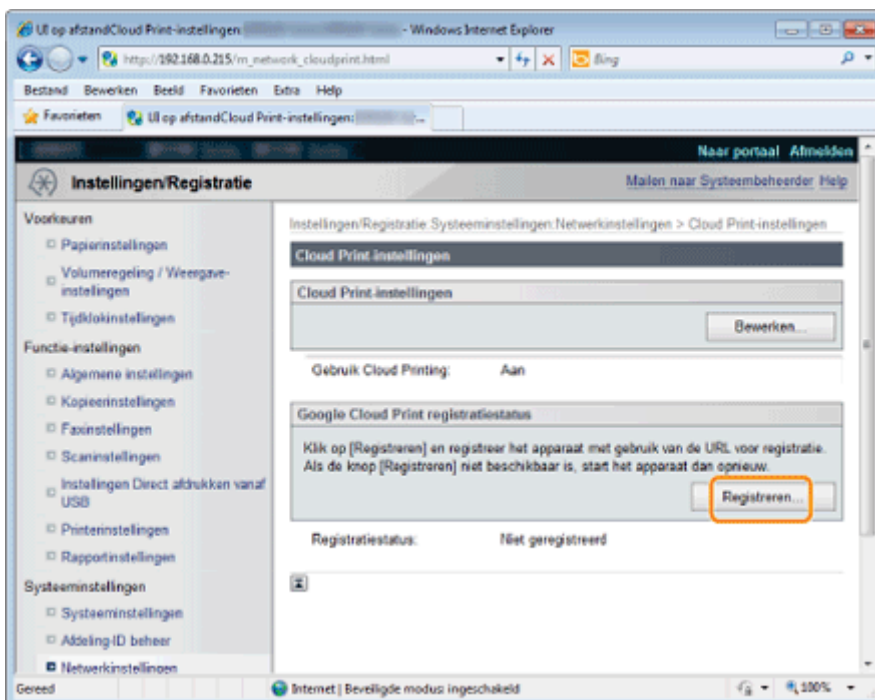 UI op afstandCloud Print-instellingen: - Windows Internet Explorer
http://192.168.0.215/m_network_cloudprint.html
Bing
Bestand Bewerken Beeld Favorieten Extra Help
Favorieten
UI op afstandCloud Print-instellingen:
Naar portaal Afmelden
Instellingen/Registratie
Mailen naar Systeembeheerder Help
Voorkeuren
Papierinstellingen
Volumeregeling / Weergave-
instellingen
Tijdklokinstellingen
Functie-instellingen
Algemene instellingen
Kopieerinstellingen
Faxinstellingen
Scaninstellingen
Instellingen Direct afdrukken vanaf
USB
Printerinstellingen
Rapportinstellingen
Systeeminstellingen
Systeeminstellingen
Afdeling-ID beheer
Netwerkinstellingen
Instellingen/Registratie:Systeeminstellingen:Netwerkinstellingen > Cloud Print-instellingen
Cloud Print-instellingen
Cloud Print-instellingen
Bewerken...
Gebruik Cloud Printing: Aan
Google Cloud Print registratiestatus
Klik op [Registreren] en registreer het apparaat met gebruik van de URL voor registratie.
Als de knop [Registreren] niet beschikbaar is, start het apparaat dan opnieuw.
Registreren...
Registratiestatus: Niet geregistreerd
Gereed
Internet | Beveiligde modus: ingeschakeld
100%